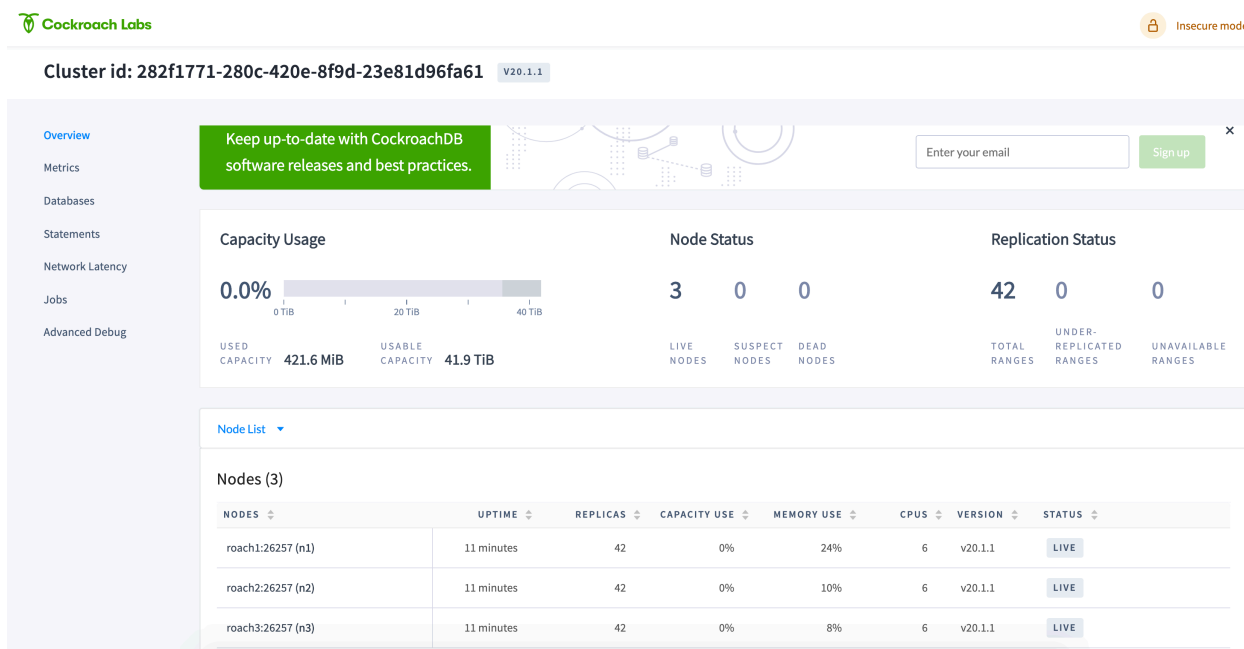 Cockroach Labs
Insecure mode
Cluster id: 282f1771-280c-420e-8f9d-23e81d96fa61 V20.1.1
Overview
Metrics
Databases
Statements
Network Latency
Jobs
Advanced Debug
Keep up-to-date with CockroachDB
software releases and best practices.
Enter your email
Sign up
Capacity Usage
0.0%
0 TiB 20 TiB 40 TiB
USED
CAPACITY 421.6 MiB
USABLE
CAPACITY 41.9 TiB
Node Status
3 0 0
LIVE
NODES
SUSPECT
NODES
DEAD
NODES
Replication Status
42 0 0
TOTAL
RANGES
UNDER-
REPLICATED
RANGES
UNAVAILABLE
RANGES
Node List
Nodes (3)
NODES UPTIME REPLICAS CAPACITY USE MEMORY USE CPUS VERSION STATUS
roach1:26257 (n1) 11 minutes 42 0% 24% 6 v20.1.1 LIVE
roach2:26257 (n2) 11 minutes 42 0% 10% 6 v20.1.1 LIVE
roach3:26257 (n3) 11 minutes 42 0% 8% 6 v20.1.1 LIVE